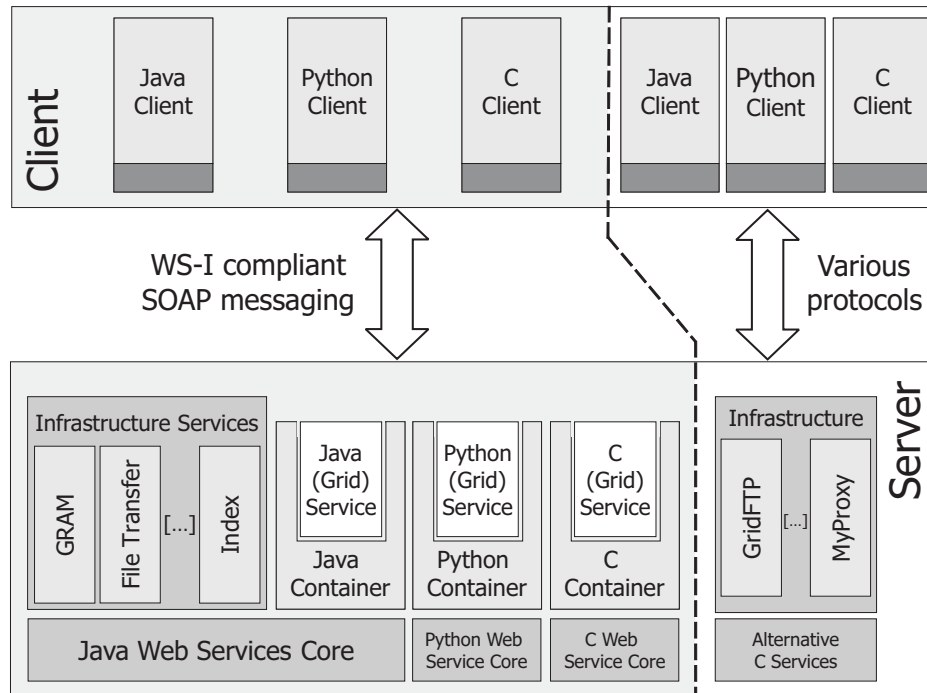 Client
Java
Client
Python
Client
C
Client
Java
Client
Python
Client
C
Client
WS-I compliant
SOAP messaging
Various
protocols
Server
Infrastructure Services
GRAM
File Transfer
[...]
Index
Java
(Grid)
Service
Java
Container
Python
(Grid)
Service
Python
Container
C
(Grid)
Service
C
Container
Infrastructure
GridFTP
[...]
MyProxy
Java Web Services Core
Python Web
Service Core
C Web
Service Core
Alternative
C Services